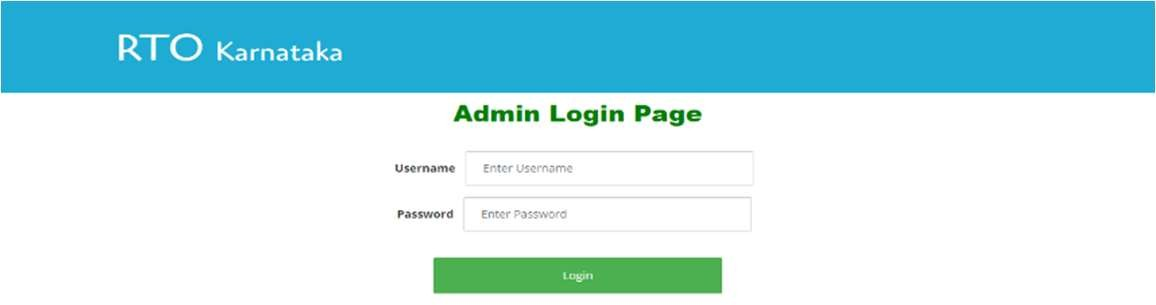 RTO Karnataka
Admin Login Page
Username Enter Username
Password Enter Password
Login